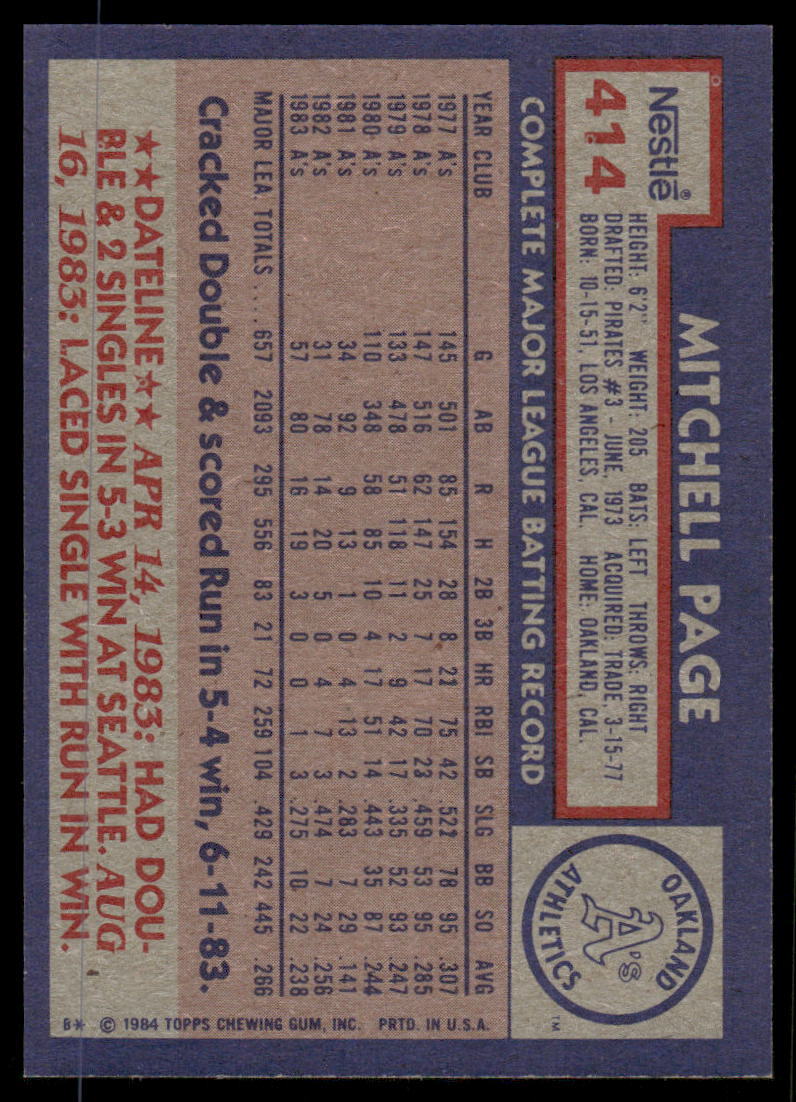 Nestlé®
414
MITCHELL PAGE
HEIGHT: 6'2" WEIGHT: 205 BATS: LEFT THROWS: RIGHT
DRAFTED: PIRATES #3 - JUNE, 1973 ACQUIRED: TRADE, 3-15-77
BORN: 10-15-51, LOS ANGELES, CAL. HOME: OAKLAND, CAL.
OAKLAND
A's
ATHLETICS
TM
COMPLETE MAJOR LEAGUE BATTING RECORD
YEAR CLUB G AB R H 2B 3B HR RBI SB SLG BB SO AVG
1977 A's 145 501 85 154 28 8 21 75 42 .521 78 95 .307
1978 A's 147 516 62 147 25 7 17 70 23 .459 53 95 .285
1979 A's 133 478 51 118 11 2 9 42 17 .335 52 93 .247
1980 A's 110 348 58 85 10 4 17 51 14 .443 35 87 .244
1981 A's 34 92 9 13 1 0 4 13 2 .283 7 29 .141
1982 A's 31 78 14 20 5 0 4 7 3 .474 7 24 .256
1983 A's 57 80 16 19 3 0 0 1 3 .275 10 22 .238
MAJOR LEA. TOTALS .... 657 2093 295 556 83 21 72 259 104 .429 242 445 .266
Cracked Double & scored Run in 5-4 win, 6-11-83.
★★DATELINE★★ APR 14, 1983: HAD DOU-
BLE & 2 SINGLES IN 5-3 WIN AT SEATTLE. AUG
16, 1983: LACED SINGLE WITH RUN IN WIN.
B* © 1984 TOPPS CHEWING GUM, INC. PRTD. IN U.S.A.